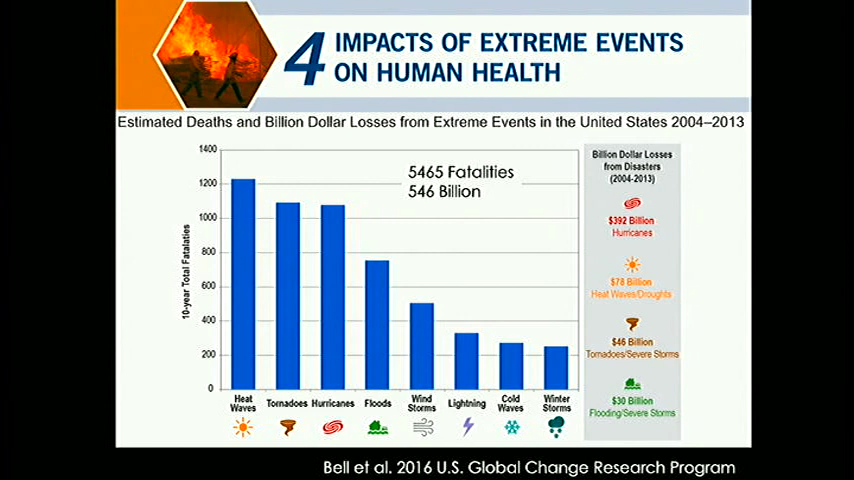 4 IMPACTS OF EXTREME EVENTS
ON HUMAN HEALTH
Estimated Deaths and Billion Dollar Losses from Extreme Events in the United States 2004–2013
10-year Total Fatalaties
1400
1200
1000
800
600
400
200
0
5465 Fatalities
546 Billion
Heat
Waves
Tornadoes
Hurricanes
Floods
Wind
Storms
Lightning
Cold
Waves
Winter
Storms
Billion Dollar Losses
from Disasters
(2004-2013)
$392 Billion
Hurricanes
$78 Billion
Heat Waves/Droughts
$46 Billion
Tornadoes/Severe Storms
$30 Billion
Flooding/Severe Storms
Bell et al. 2016 U.S. Global Change Research Program